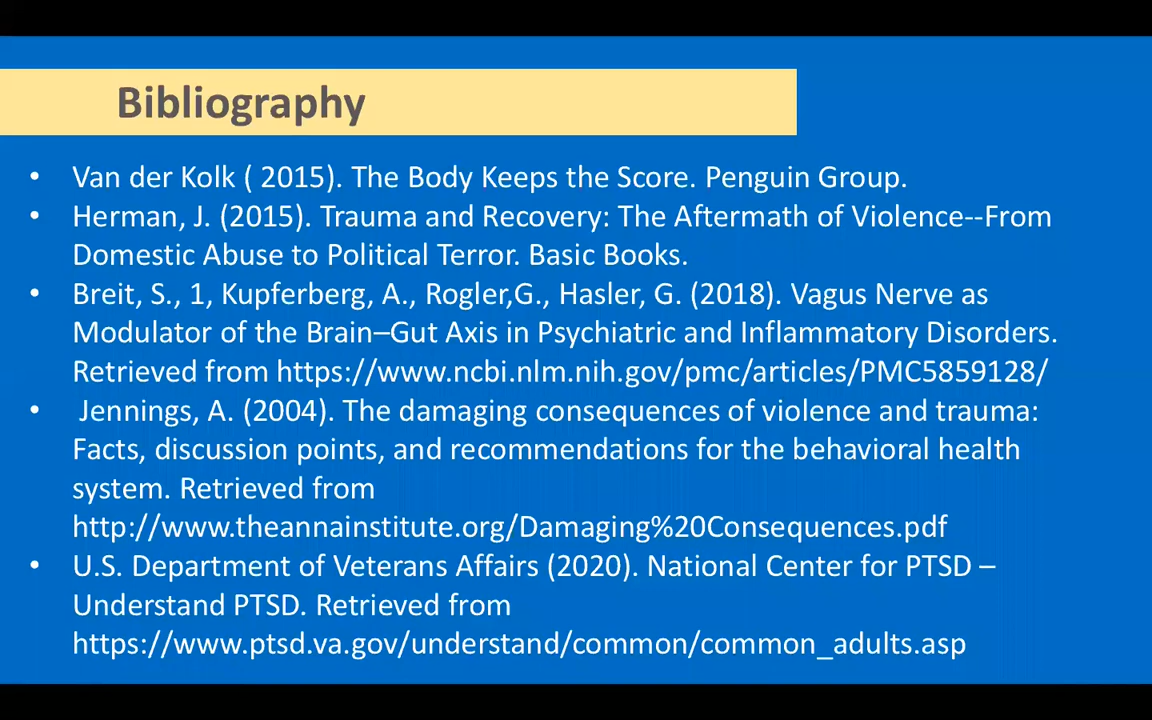 Bibliography
• Van der Kolk ( 2015). The Body Keeps the Score. Penguin Group.
• Herman, J. (2015). Trauma and Recovery: The Aftermath of Violence--From
Domestic Abuse to Political Terror. Basic Books.
• Breit, S., 1, Kupferberg, A., Rogler,G., Hasler, G. (2018). Vagus Nerve as
Modulator of the Brain–Gut Axis in Psychiatric and Inflammatory Disorders.
Retrieved from https://www.ncbi.nlm.nih.gov/pmc/articles/PMC5859128/
• Jennings, A. (2004). The damaging consequences of violence and trauma:
Facts, discussion points, and recommendations for the behavioral health
system. Retrieved from
http://www.theannainstitute.org/Damaging%20Consequences.pdf
• U.S. Department of Veterans Affairs (2020). National Center for PTSD –
Understand PTSD. Retrieved from
https://www.ptsd.va.gov/understand/common/common_adults.asp